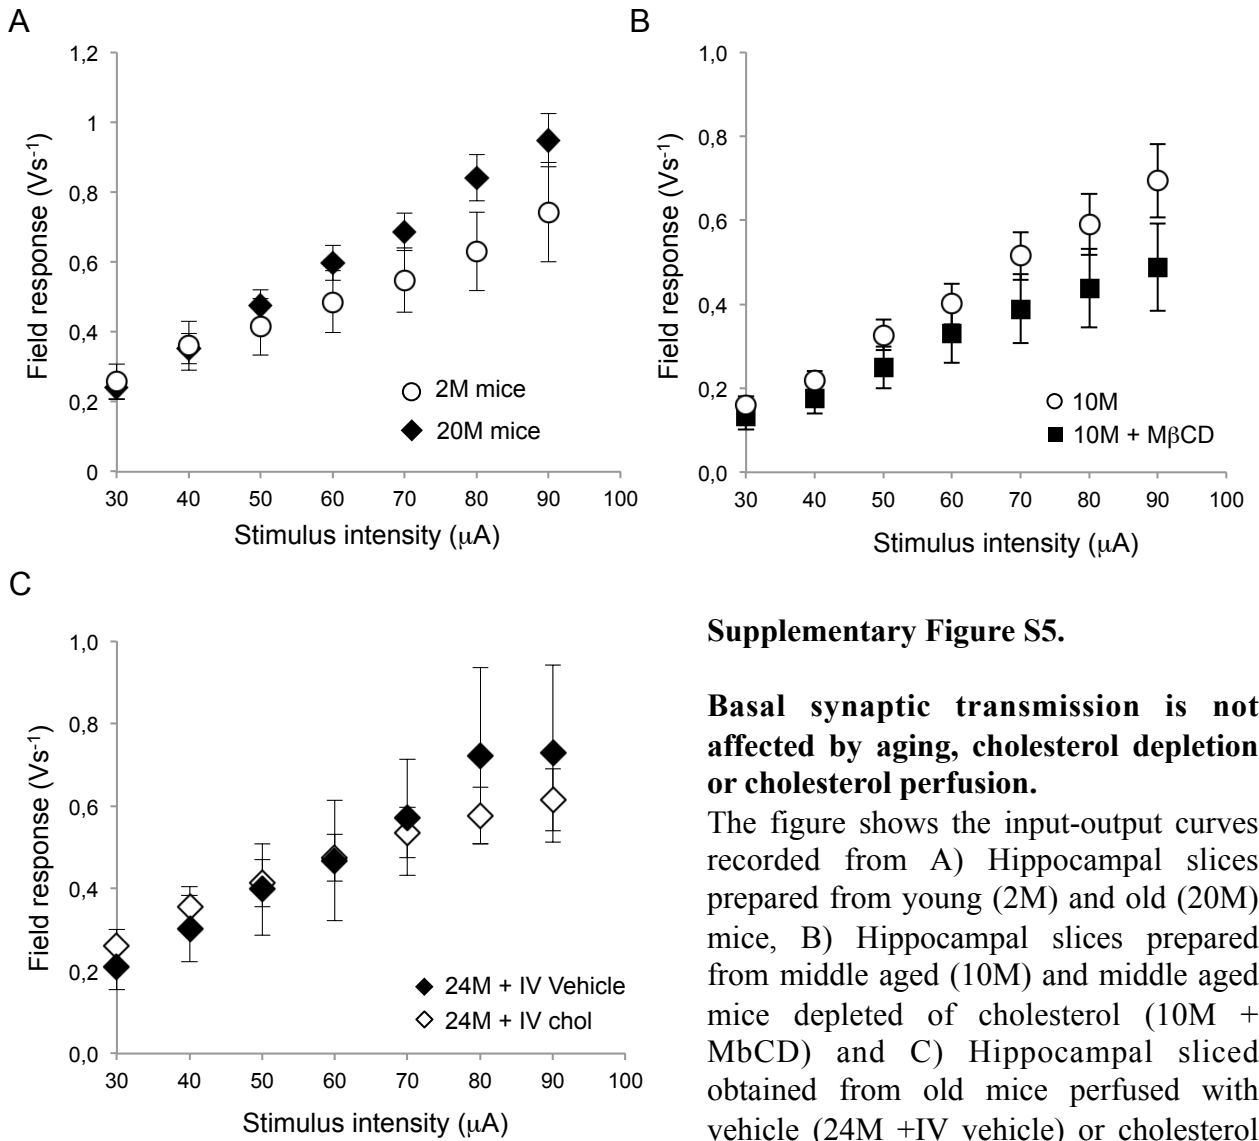 A
1,2
1
0,8
0,6
0,4
0,2
0
Field response (Vs-1)
2M mice
20M mice
30 40 50 60 70 80 90 100
Stimulus intensity (μA)
B
1,0
0,8
0,6
0,4
0,2
0,0
Field response (Vs-1)
10M
10M + MβCD
30 40 50 60 70 80 90 100
Stimulus intensity (μA)
C
1,0
0,8
0,6
0,4
0,2
0,0
Field response (Vs-1)
24M + IV Vehicle
24M + IV chol
30 40 50 60 70 80 90 100
Stimulus intensity (μA)
Supplementary Figure S5.
Basal synaptic transmission is not
affected by aging, cholesterol depletion
or cholesterol perfusion.
The figure shows the input-output curves
recorded from A) Hippocampal slices
prepared from young (2M) and old (20M)
mice, B) Hippocampal slices prepared
from middle aged (10M) and middle aged
mice depleted of cholesterol (10M +
MbCD) and C) Hippocampal sliced
obtained from old mice perfused with
vehicle (24M +IV vehicle) or cholesterol